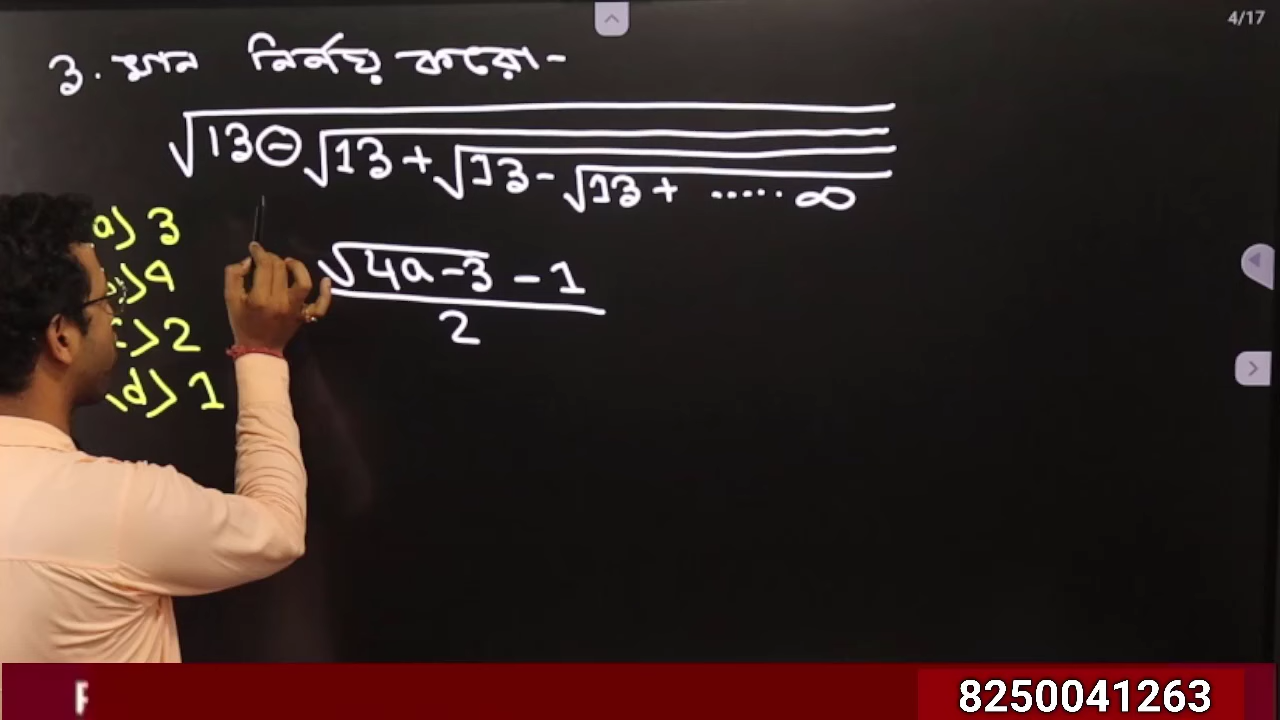 4/17
3. মান নির্ণয় করো-
√13 - √13 + √13 - √13 + ..... ∞
a> 3
>4
√4a-3 - 1
c> 2
2
d> 1
8250041263